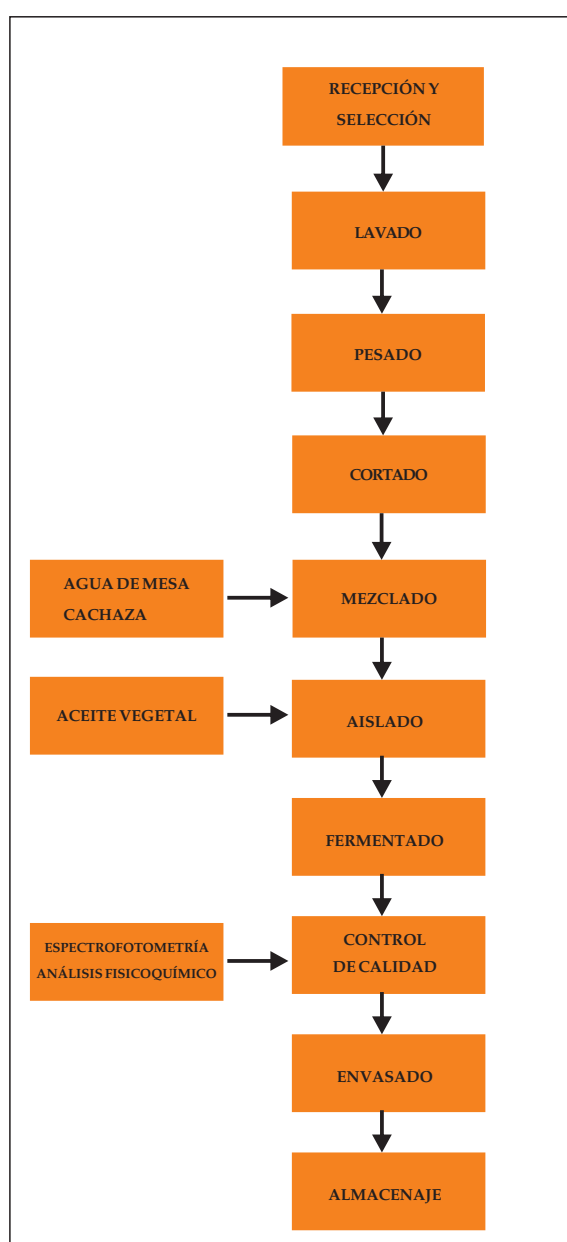 RECEPCIÓN Y
SELECCIÓN
LAVADO
PESADO
CORTADO
AGUA DE MESA
CACHAZA
MEZCLADO
ACEITE VEGETAL
AISLADO
FERMENTADO
ESPECTROFOTOMETRÍA
ANÁLISIS FISICOQUÍMICO
CONTROL
DE CALIDAD
ENVASADO
ALMACENAJE